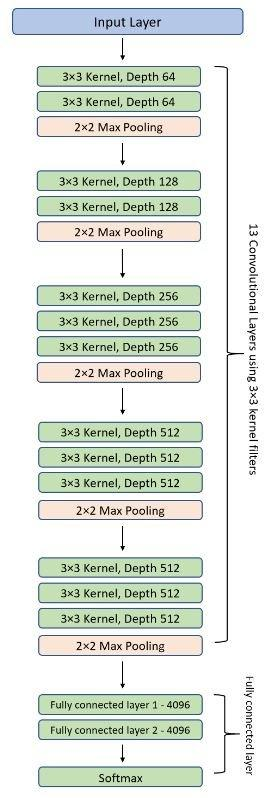 Input Layer
3×3 Kernel, Depth 64
3×3 Kernel, Depth 64
2×2 Max Pooling
3×3 Kernel, Depth 128
3×3 Kernel, Depth 128
2×2 Max Pooling
3×3 Kernel, Depth 256
3×3 Kernel, Depth 256
3×3 Kernel, Depth 256
2×2 Max Pooling
3×3 Kernel, Depth 512
3×3 Kernel, Depth 512
3×3 Kernel, Depth 512
2×2 Max Pooling
3×3 Kernel, Depth 512
3×3 Kernel, Depth 512
3×3 Kernel, Depth 512
2×2 Max Pooling
13 Convolutional Layers using 3×3 kernel filters
Fully connected layer 1 - 4096
Fully connected layer 2 - 4096
Softmax
Fully connected layer